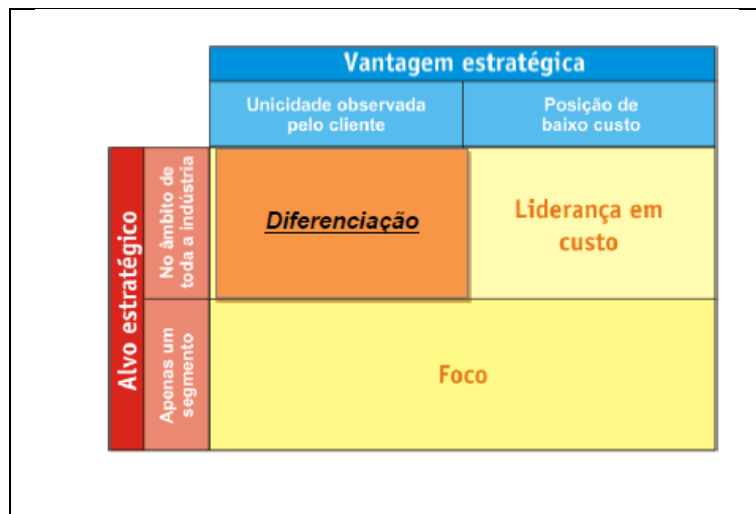 Vantagem estratégica
Unicidade observada
pelo cliente
Posição de
baixo custo
Alvo estratégico
No âmbito de
toda a indústria
Diferenciação
Liderança em
custo
Apenas um
segmento
Foco